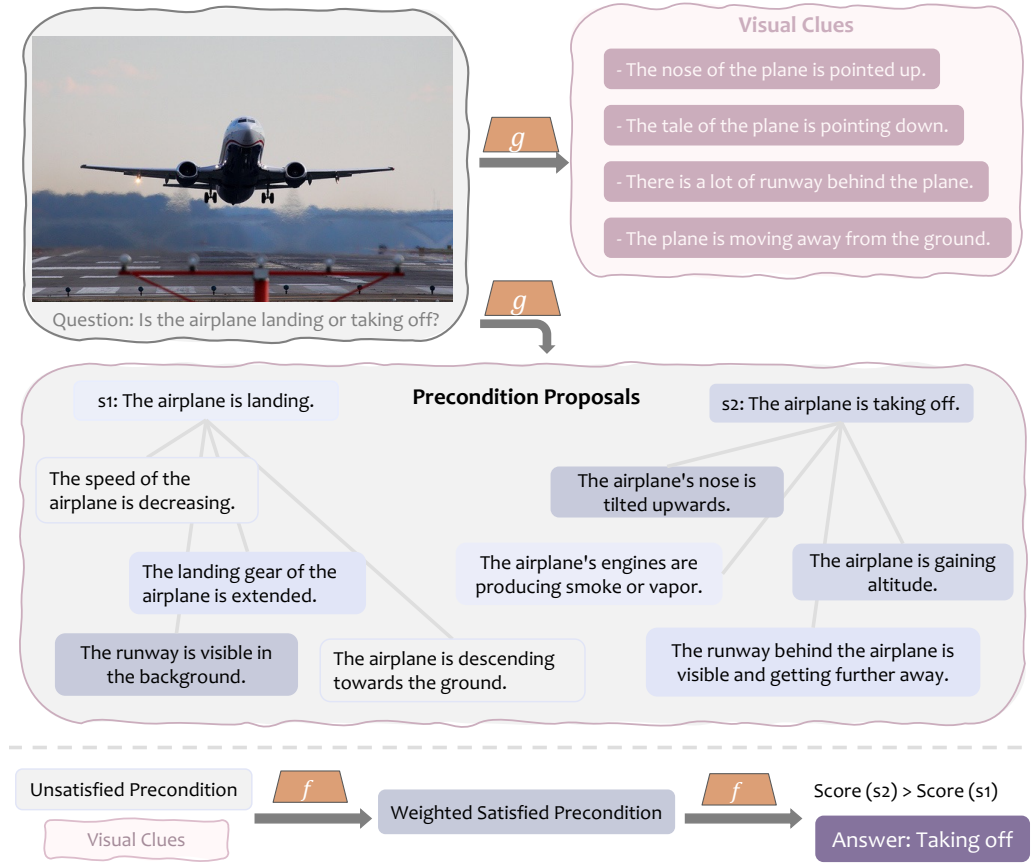 Visual Clues
- The nose of the plane is pointed up.
- The tale of the plane is pointing down.
- There is a lot of runway behind the plane.
- The plane is moving away from the ground.
g
g
Question: Is the airplane landing or taking off?
Precondition Proposals
s1: The airplane is landing.
s2: The airplane is taking off.
The speed of the
airplane is decreasing.
The airplane's nose is
tilted upwards.
The landing gear of the
airplane is extended.
The airplane's engines are
producing smoke or vapor.
The airplane is gaining
altitude.
The runway is visible in
the background.
The airplane is descending
towards the ground.
The runway behind the airplane is
visible and getting further away.
Unsatisfied Precondition
Visual Clues
f
Weighted Satisfied Precondition
f
Score (s2) > Score (s1)
Answer: Taking off